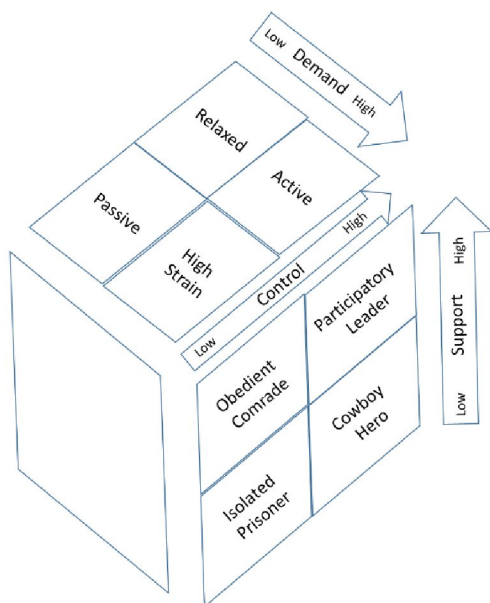 Low Demand High
Relaxed
Active
Passive
High
Strain
Low Control High
Low Support High
Participatory
Leader
Obedient
Comrade
Cowboy
Hero
Isolated
Prisoner